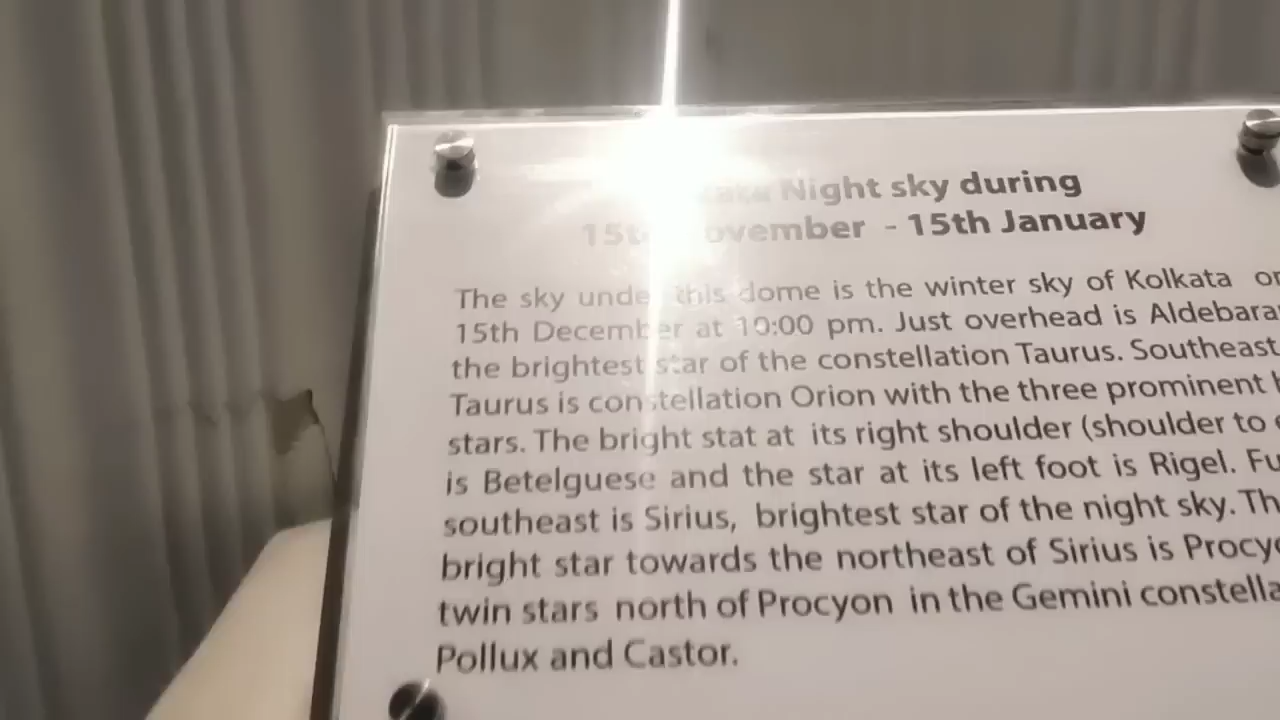 Night sky during
15th November - 15th January
The sky under this dome is the winter sky of Kolkata
15th December at 10:00 pm. Just overhead is
the brightest star of the constellation Taurus. Southeast
Taurus is constellation Orion with the three prominent
stars. The bright stat at its right shoulder (shoulder to
is Betelguese and the star at its left foot is Rigel.
southeast is Sirius, brightest star of the night sky.
bright star towards the northeast of Sirius is
twin stars north of Procyon in the Gemini
Pollux and Castor.